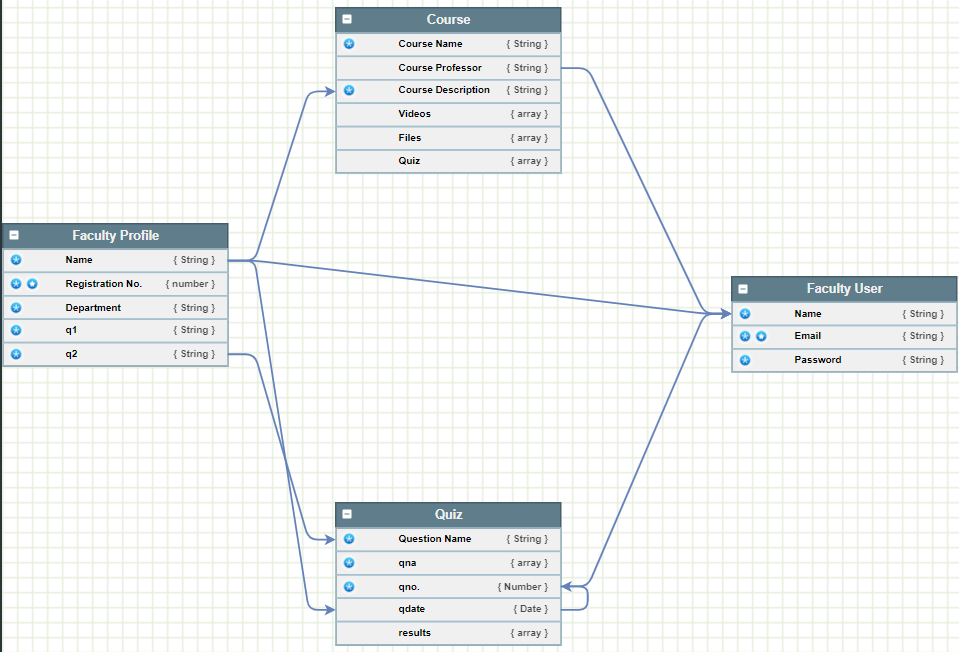 Course
Course Name { String }
Course Professor { String }
Course Description { String }
Videos { array }
Files { array }
Quiz { array }
Faculty Profile
Name { String }
Registration No. { number }
Department { String }
q1 { String }
q2 { String }
Faculty User
Name { String }
Email { String }
Password { String }
Quiz
Question Name { String }
qna { array }
qno. { Number }
qdate { Date }
results { array }